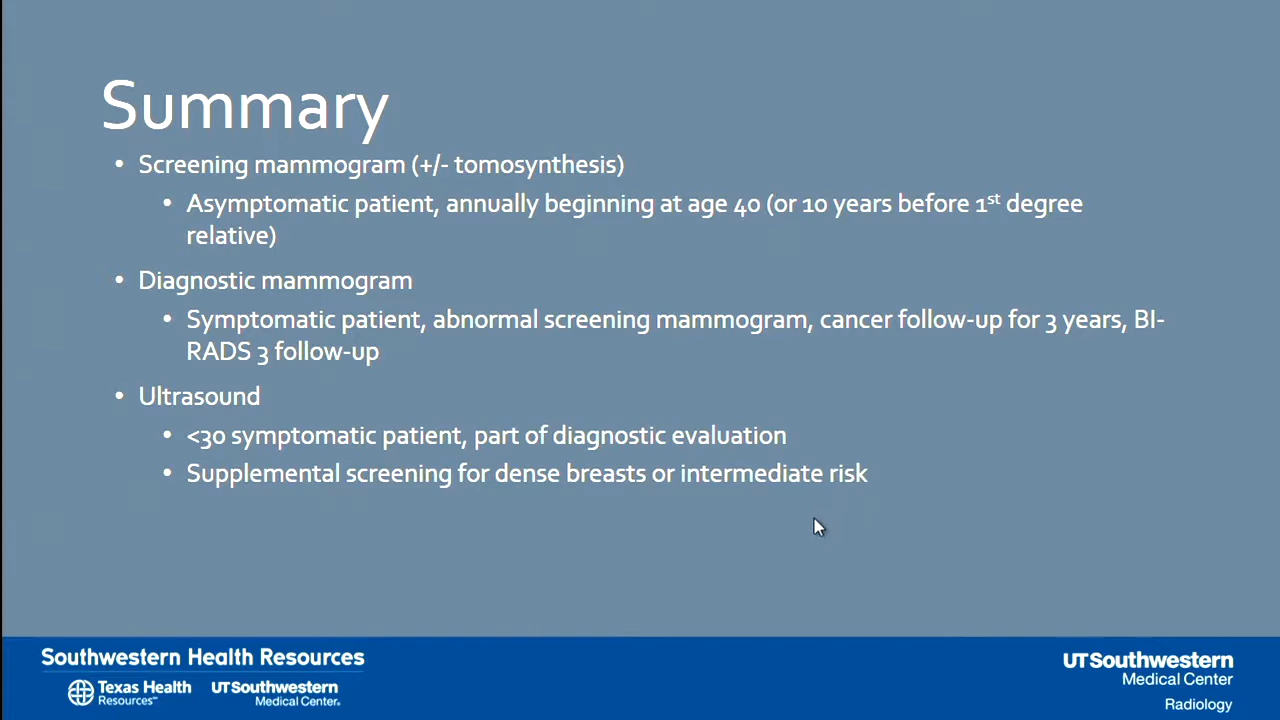 Summary
• Screening mammogram (+/- tomosynthesis)
• Asymptomatic patient, annually beginning at age 40 (or 10 years before 1st degree
relative)
• Diagnostic mammogram
• Symptomatic patient, abnormal screening mammogram, cancer follow-up for 3 years, BI-
RADS 3 follow-up
• Ultrasound
• <30 symptomatic patient, part of diagnostic evaluation
• Supplemental screening for dense breasts or intermediate risk
Southwestern Health Resources
Texas Health
Resources℠
UTSouthwestern
Medical Center.
UTSouthwestern
Medical Center
Radiology